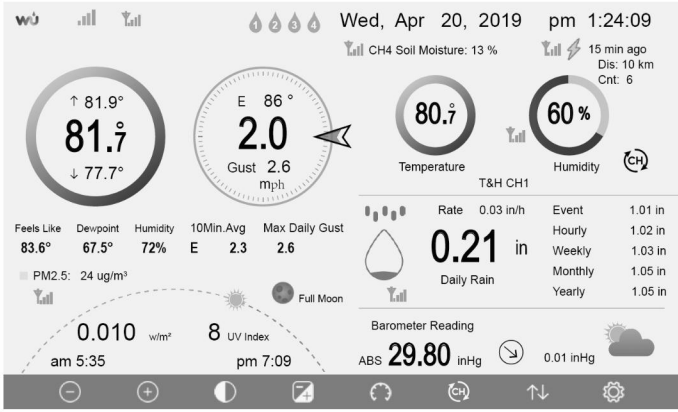 wu
1 2 3 4
Wed, Apr 20, 2019 pm 1:24:09
CH4 Soil Moisture: 13 %
15 min ago
Dis: 10 km
Cnt: 6
↑ 81.9°
81.7°
↓ 77.7°
E 86 °
2.0
Gust 2.6
mph
80.7°
60 %
Temperature
Humidity
CH
T&H CH1
Feels Like Dewpoint Humidity 10Min.Avg Max Daily Gust
83.6° 67.5° 72% E 2.3 2.6
PM2.5: 24 ug/m³
Full Moon
0.010 w/m² 8 UV Index
am 5:35 pm 7:09
Rate 0.03 in/h
0.21 in
Daily Rain
Event 1.01 in
Hourly 1.02 in
Weekly 1.03 in
Monthly 1.05 in
Yearly 1.05 in
Barometer Reading
ABS 29.80 inHg 0.01 inHg
CH